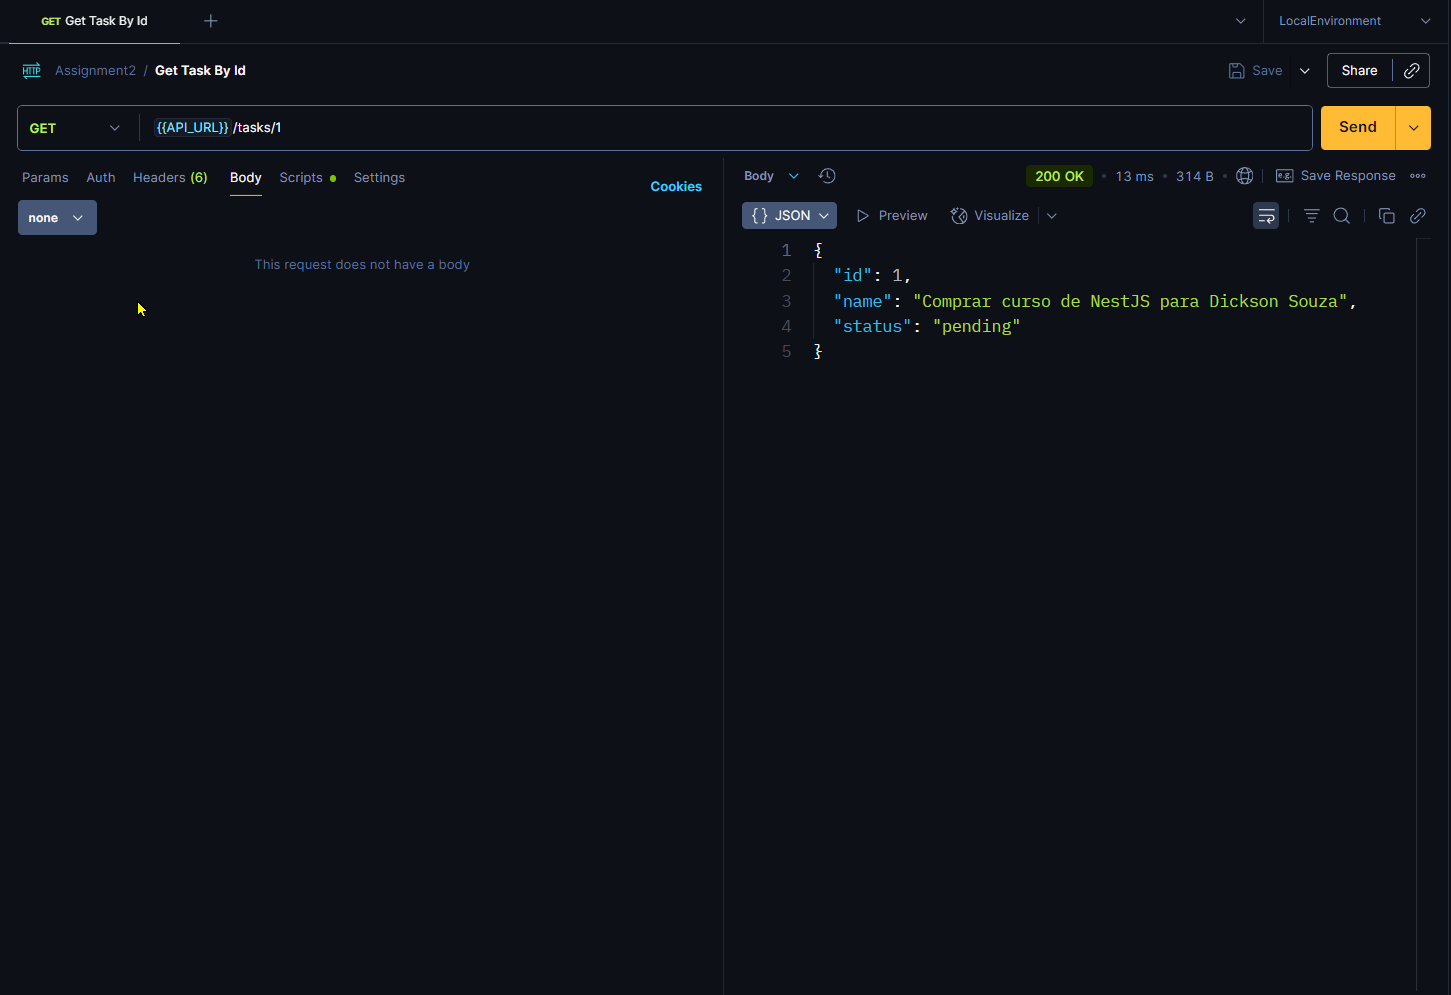 GET Get Task By Id
LocalEnvironment
HTTP Assignment2 / Get Task By Id
Save
Share
GET {{API_URL}}/tasks/1
Send
Params Auth Headers (6) Body Scripts Settings
Cookies
none
This request does not have a body
Body
200 OK • 13 ms • 314 B •
e.g. Save Response
{} JSON
Preview
Visualize
1 {
2 "id": 1,
3 "name": "Comprar curso de NestJS para Dickson Souza",
4 "status": "pending"
5 }